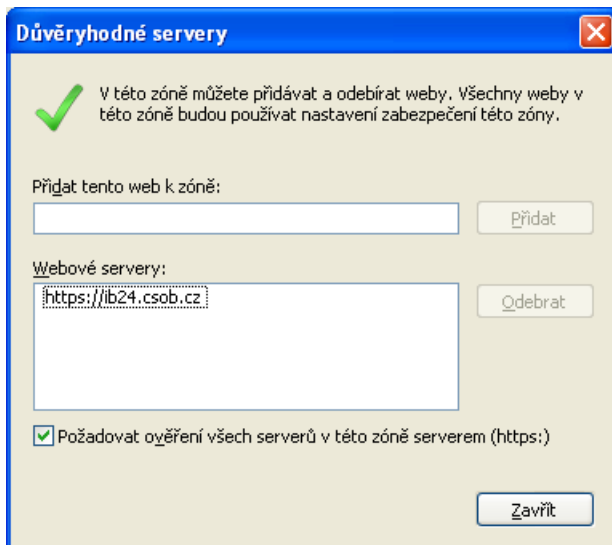 Důvěryhodné servery
V této zóně můžete přidávat a odebírat weby. Všechny weby v
této zóně budou používat nastavení zabezpečení této zóny.
Přidat tento web k zóně:
Přidat
Webové servery:
https://ib24.csob.cz
Odebrat
Požadovat ověření všech serverů v této zóně serverem (https:)
Zavřít